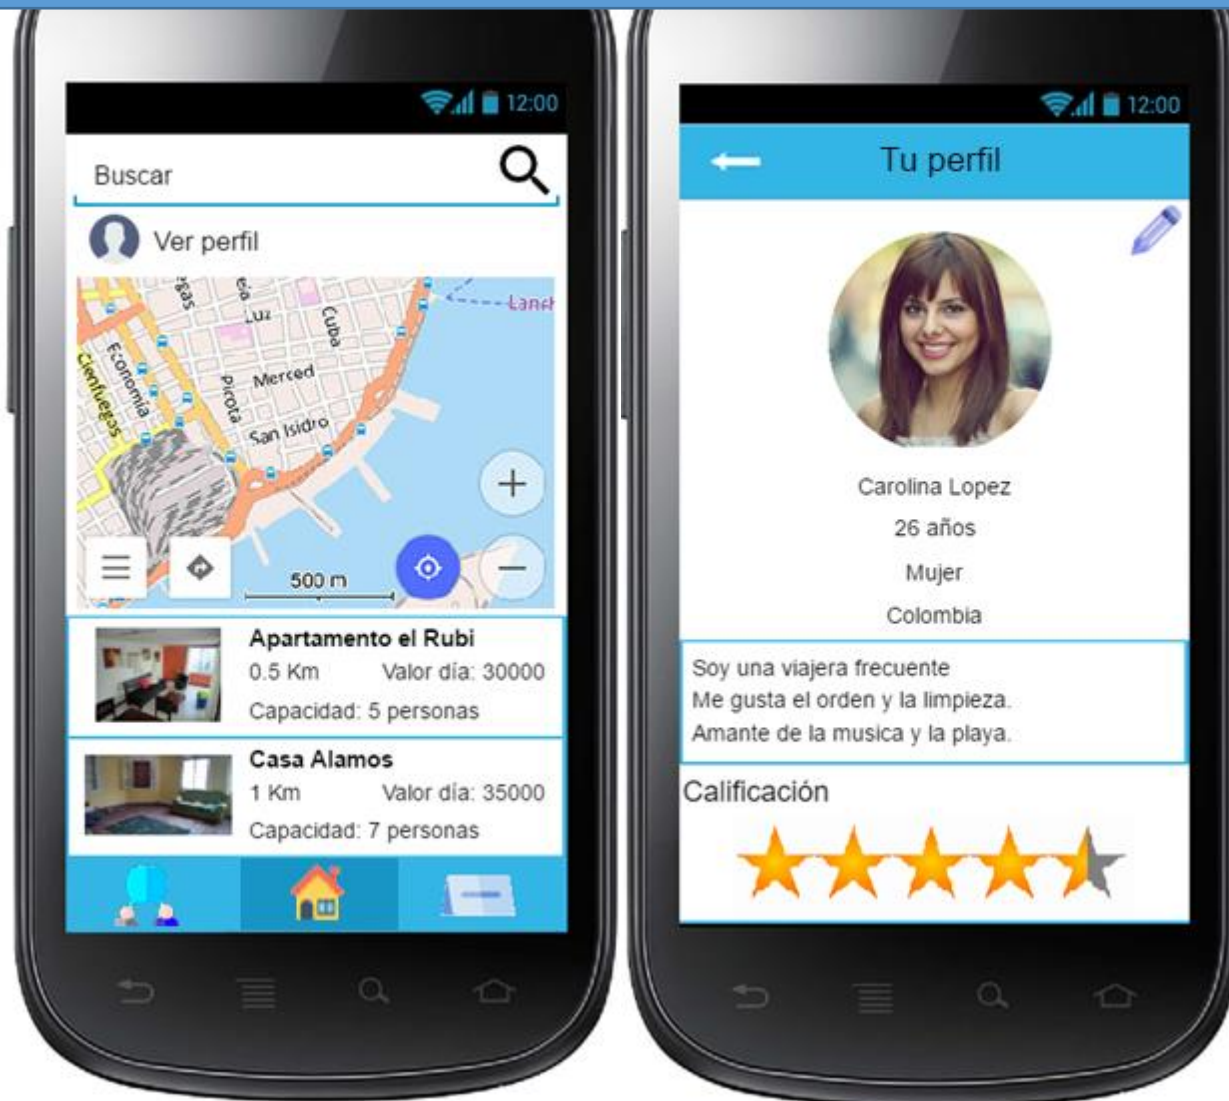 12:00
Buscar
Ver perfil
Luz
Cuba
Economía
Cienfuegas
Picota
Merced
San Isidro
500 m
Apartamento el Rubi
0.5 Km Valor día: 30000
Capacidad: 5 personas
Casa Alamos
1 Km Valor día: 35000
Capacidad: 7 personas
12:00
Tu perfil
Carolina Lopez
26 años
Mujer
Colombia
Soy una viajera frecuente
Me gusta el orden y la limpieza.
Amante de la musica y la playa.
Calificación